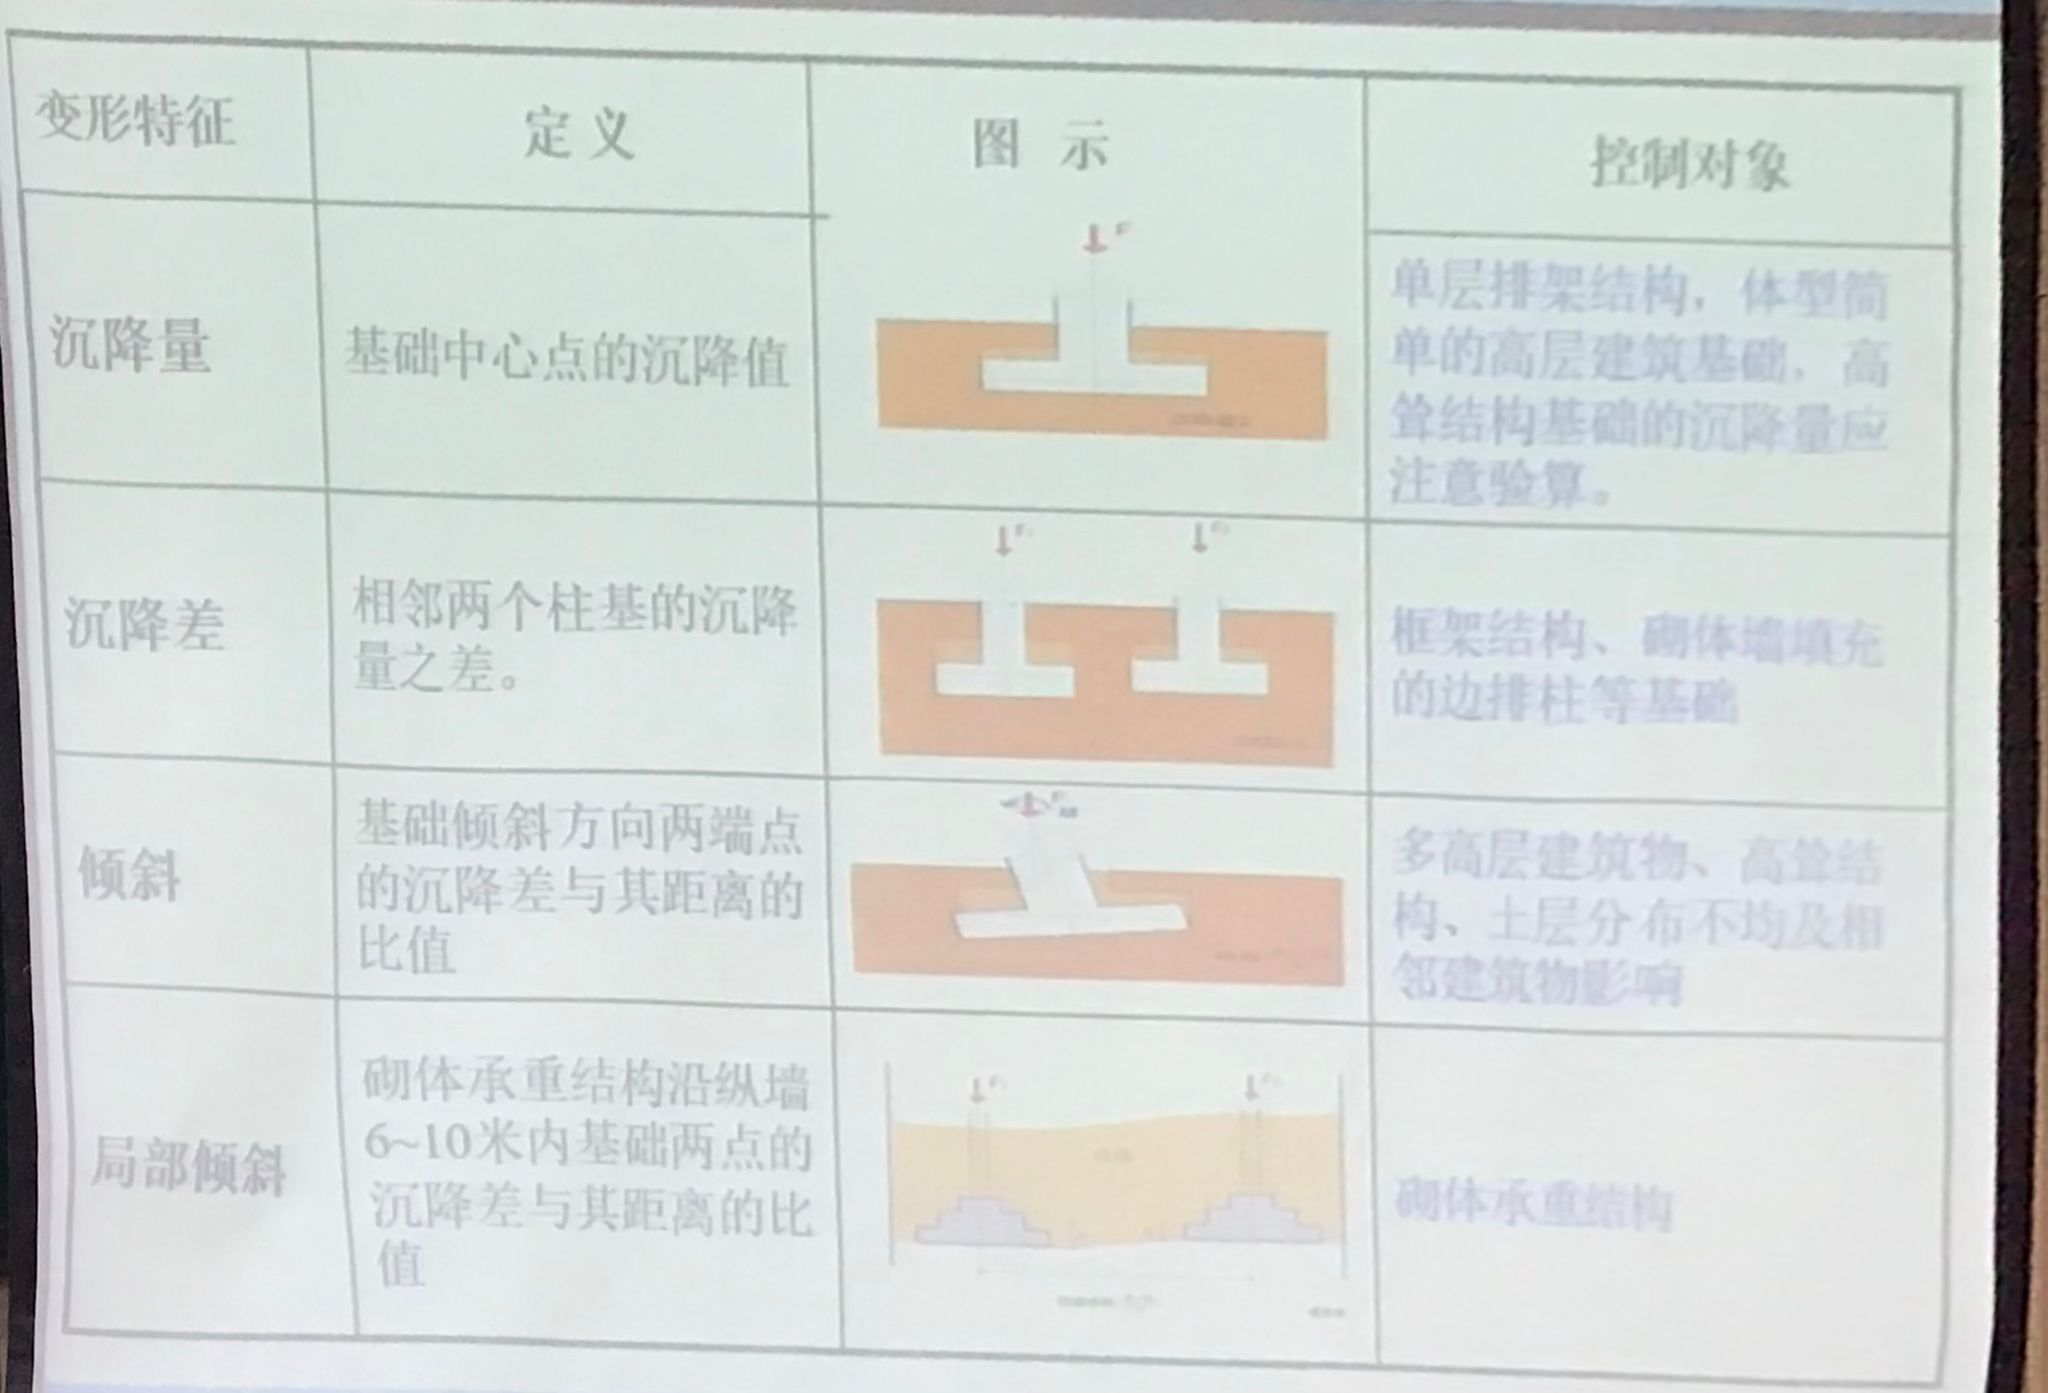 变形特征
定义
图示
控制对象
沉降量
基础中心点的沉降值
F
单层排架结构，体型简
单的高层建筑基础，高
耸结构基础的沉降量应
注意验算。
沉降差
相邻两个柱基的沉降
量之差。
框架结构、砌体墙填充
的边排柱等基础
倾斜
基础倾斜方向两端点
的沉降差与其距离的
比值
多高层建筑物、高耸结
构、土层分布不均及相
邻建筑物影响
局部倾斜
砌体承重结构沿纵墙
6~10米内基础两点的
沉降差与其距离的比
值
砌体承重结构